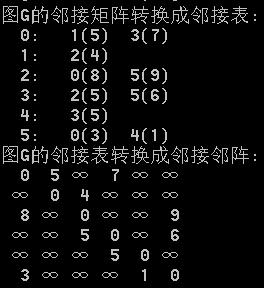 图G的邻接矩阵转换成邻接表:
0: 1(5) 3(7)
1: 2(4)
2: 0(8) 5(9)
3: 2(5) 5(6)
4: 3(5)
5: 0(3) 4(1)
图G的邻接表转换成邻接邻阵:
0 5 ∞ 7 ∞ ∞
∞ 0 4 ∞ ∞ ∞
8 ∞ 0 ∞ ∞ 9
∞ ∞ 5 0 ∞ 6
∞ ∞ ∞ 5 0 ∞
3 ∞ ∞ ∞ 1 0